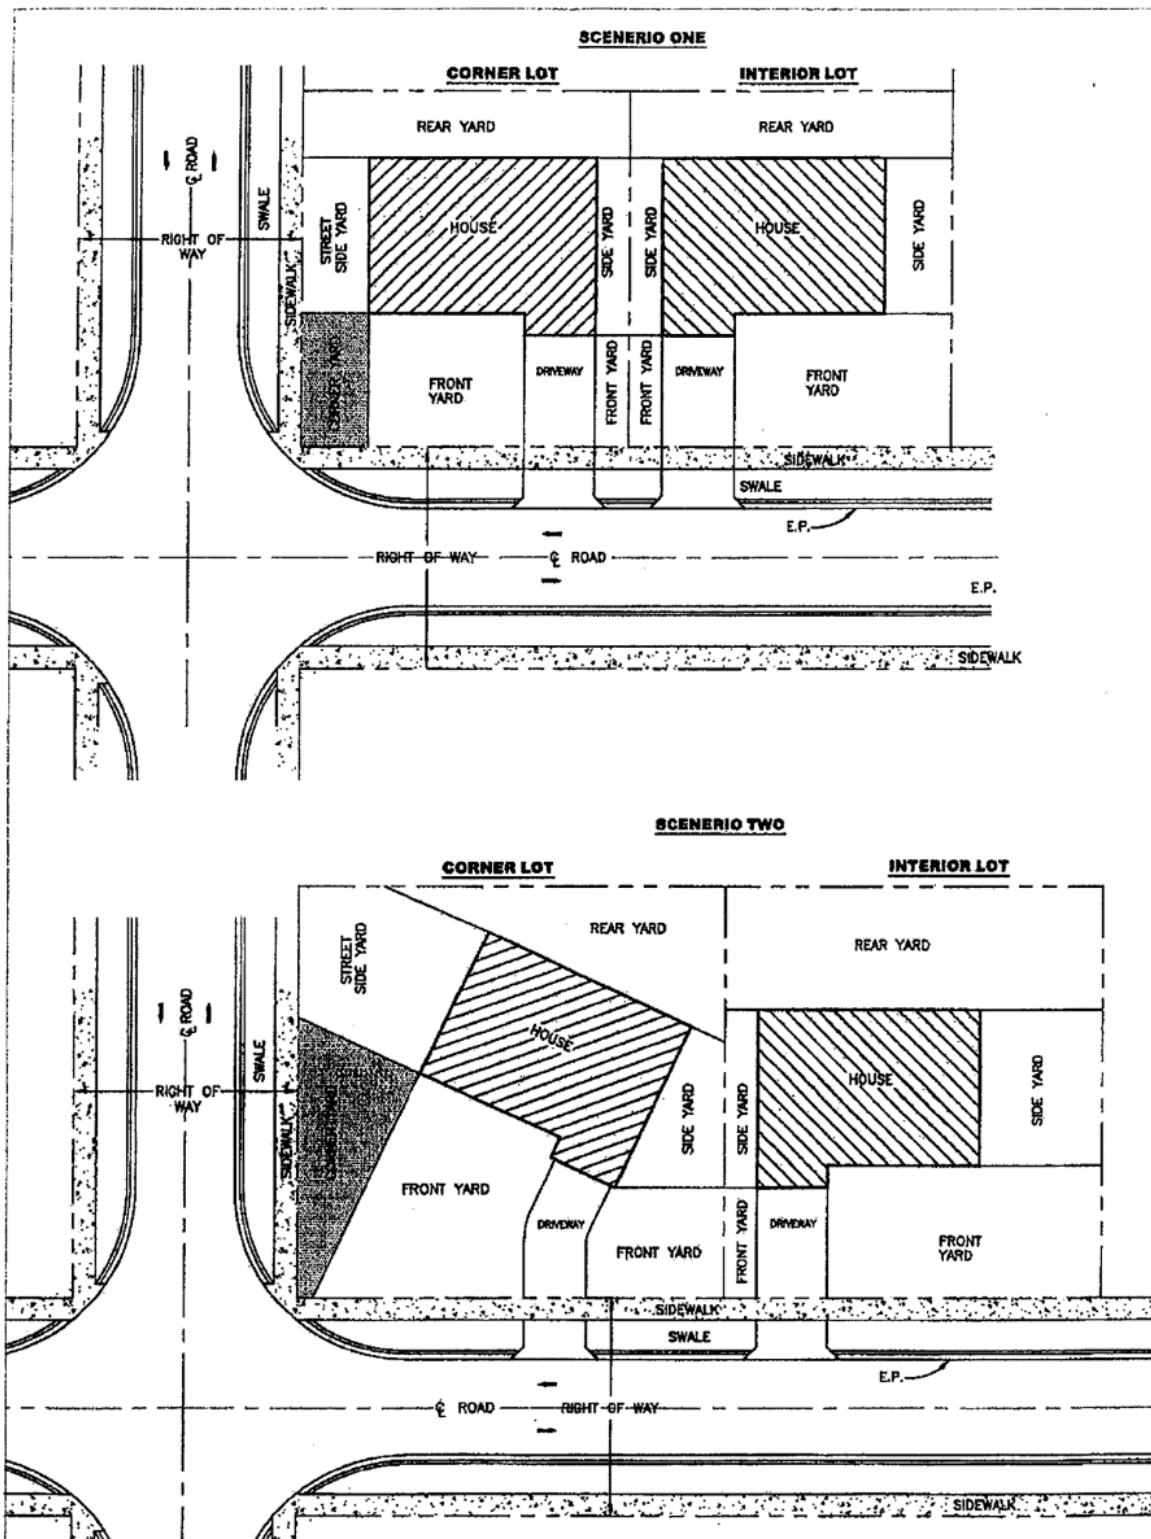 SCENERIO ONE
CORNER LOT
INTERIOR LOT
REAR YARD
REAR YARD
℄ ROAD
SWALE
RIGHT OF
WAY
SIDEWALK
STREET
SIDE YARD
HOUSE
SIDE YARD
SIDE YARD
HOUSE
SIDE YARD
CORNER YARD
FRONT
YARD
DRIVEWAY
FRONT YARD
FRONT YARD
DRIVEWAY
FRONT
YARD
SIDEWALK
SWALE
E.P.
RIGHT OF WAY
℄ ROAD
E.P.
SIDEWALK
SCENERIO TWO
CORNER LOT
INTERIOR LOT
REAR YARD
REAR YARD
STREET
SIDE YARD
℄ ROAD
SWALE
RIGHT OF
WAY
SIDEWALK
HOUSE
SIDE YARD
SIDE YARD
HOUSE
SIDE YARD
CORNER YARD
FRONT YARD
DRIVEWAY
FRONT YARD
FRONT YARD
DRIVEWAY
FRONT
YARD
SIDEWALK
SWALE
E.P.
℄ ROAD
RIGHT OF WAY
SIDEWALK